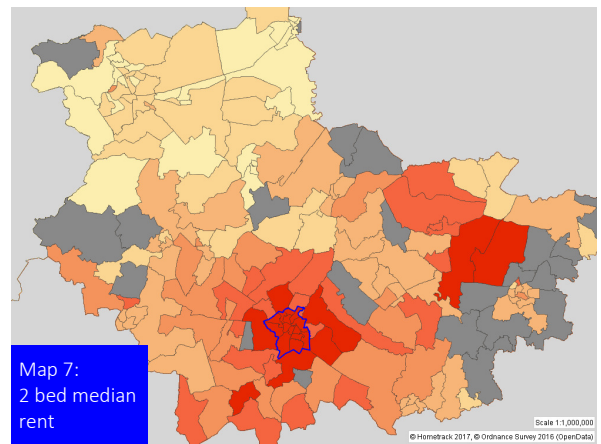 Map 7:
2 bed median
rent
Scale 1:1,000,000
© Hometrack 2017, © Ordnance Survey 2016 (OpenData)